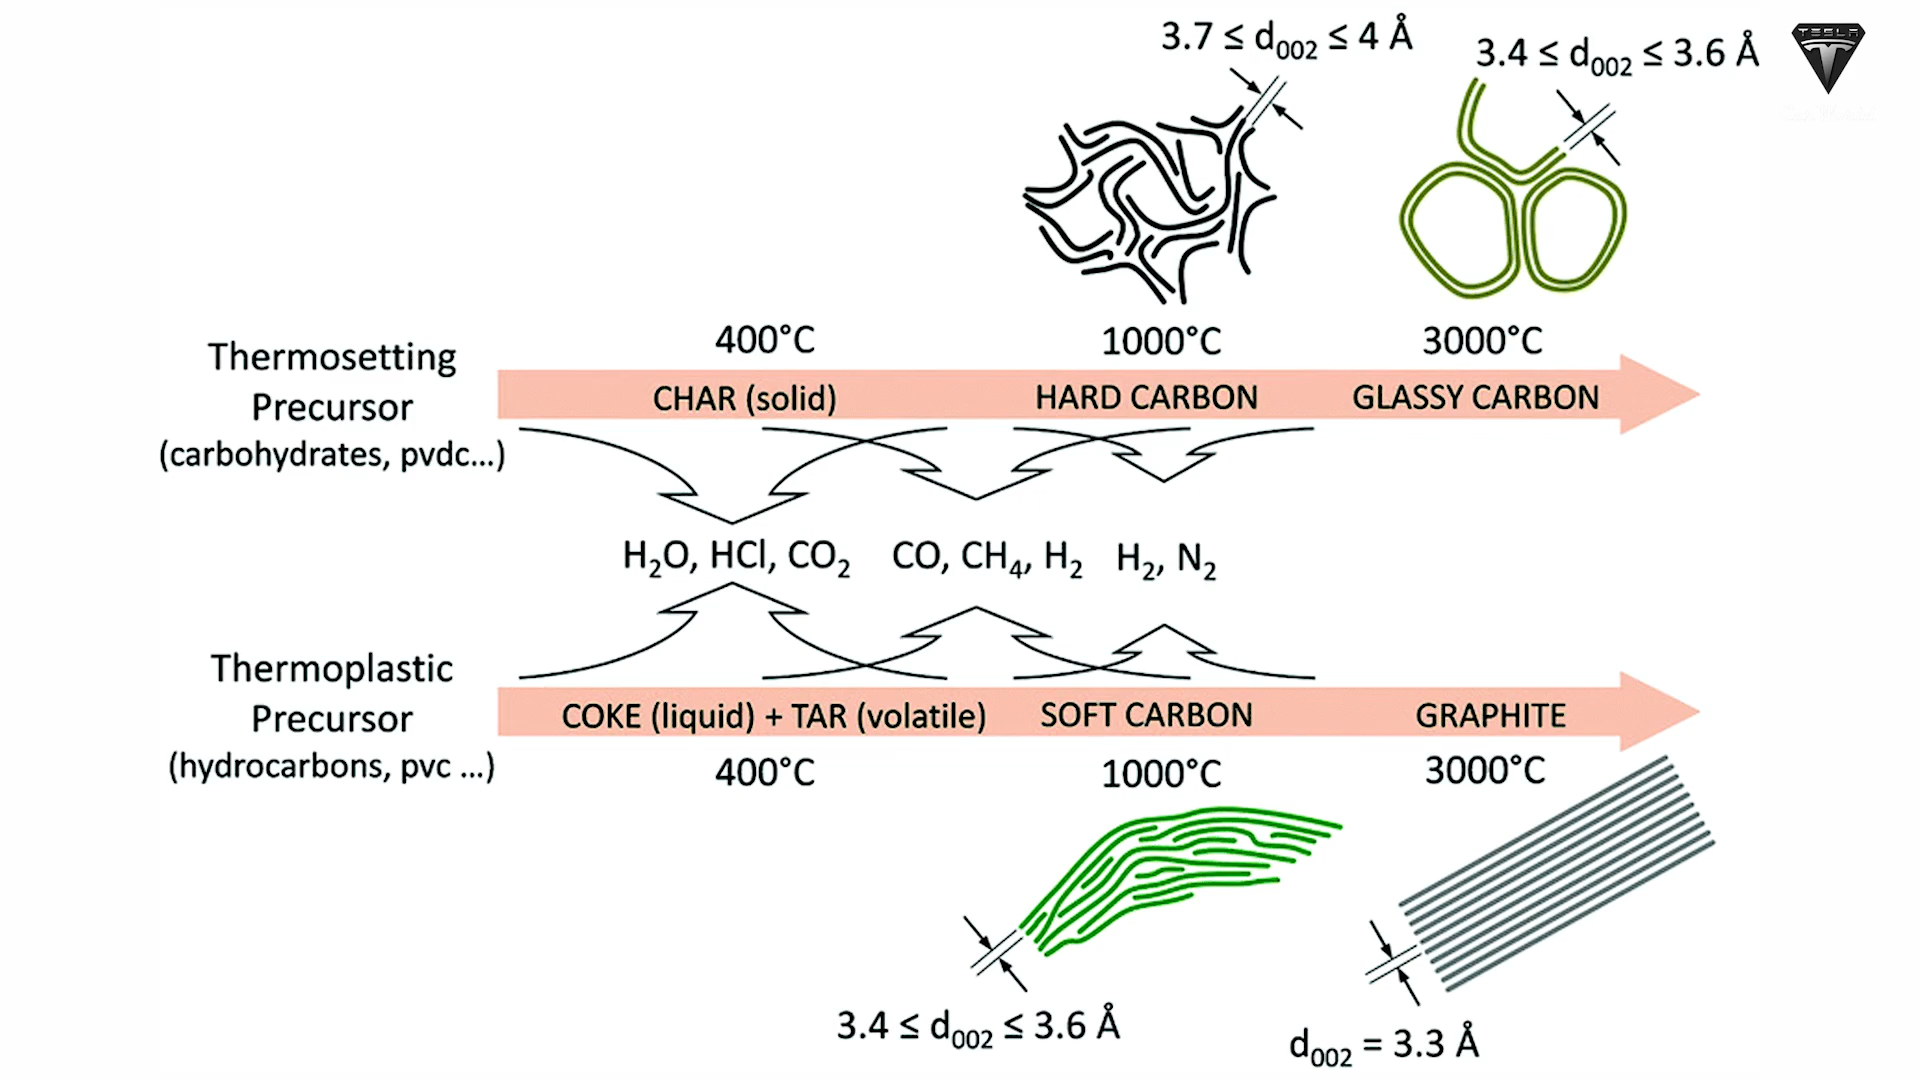 3.7 ≤ d₀₀₂ ≤ 4 Å
3.4 ≤ d₀₀₂ ≤ 3.6 Å
TESLA
Thermosetting
Precursor
(carbohydrates, pvdc...)
400°C
1000°C
3000°C
CHAR (solid)
HARD CARBON
GLASSY CARBON
H₂O, HCl, CO₂
CO, CH₄, H₂
H₂, N₂
Thermoplastic
Precursor
(hydrocarbons, pvc ...)
COKE (liquid) + TAR (volatile)
SOFT CARBON
GRAPHITE
400°C
1000°C
3000°C
3.4 ≤ d₀₀₂ ≤ 3.6 Å
d₀₀₂ = 3.3 Å